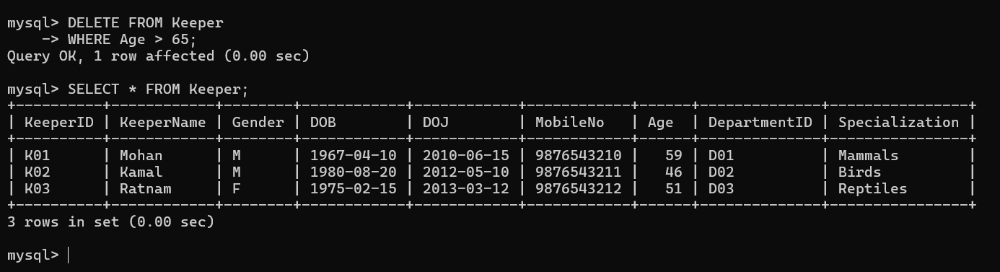 mysql> DELETE FROM Keeper
    -> WHERE Age > 65;
Query OK, 1 row affected (0.00 sec)

mysql> SELECT * FROM Keeper;
+----------+------------+--------+------------+------------+------------+------+--------------+----------------+
| KeeperID | KeeperName | Gender | DOB        | DOJ        | MobileNo   | Age  | DepartmentID | Specialization |
+----------+------------+--------+------------+------------+------------+------+--------------+----------------+
| K01      | Mohan      | M      | 1967-04-10 | 2010-06-15 | 9876543210 |   59 | D01          | Mammals        |
| K02      | Kamal      | M      | 1980-08-20 | 2012-05-10 | 9876543211 |   46 | D02          | Birds          |
| K03      | Ratnam     | F      | 1975-02-15 | 2013-03-12 | 9876543212 |   51 | D03          | Reptiles       |
+----------+------------+--------+------------+------------+------------+------+--------------+----------------+
3 rows in set (0.00 sec)

mysql>